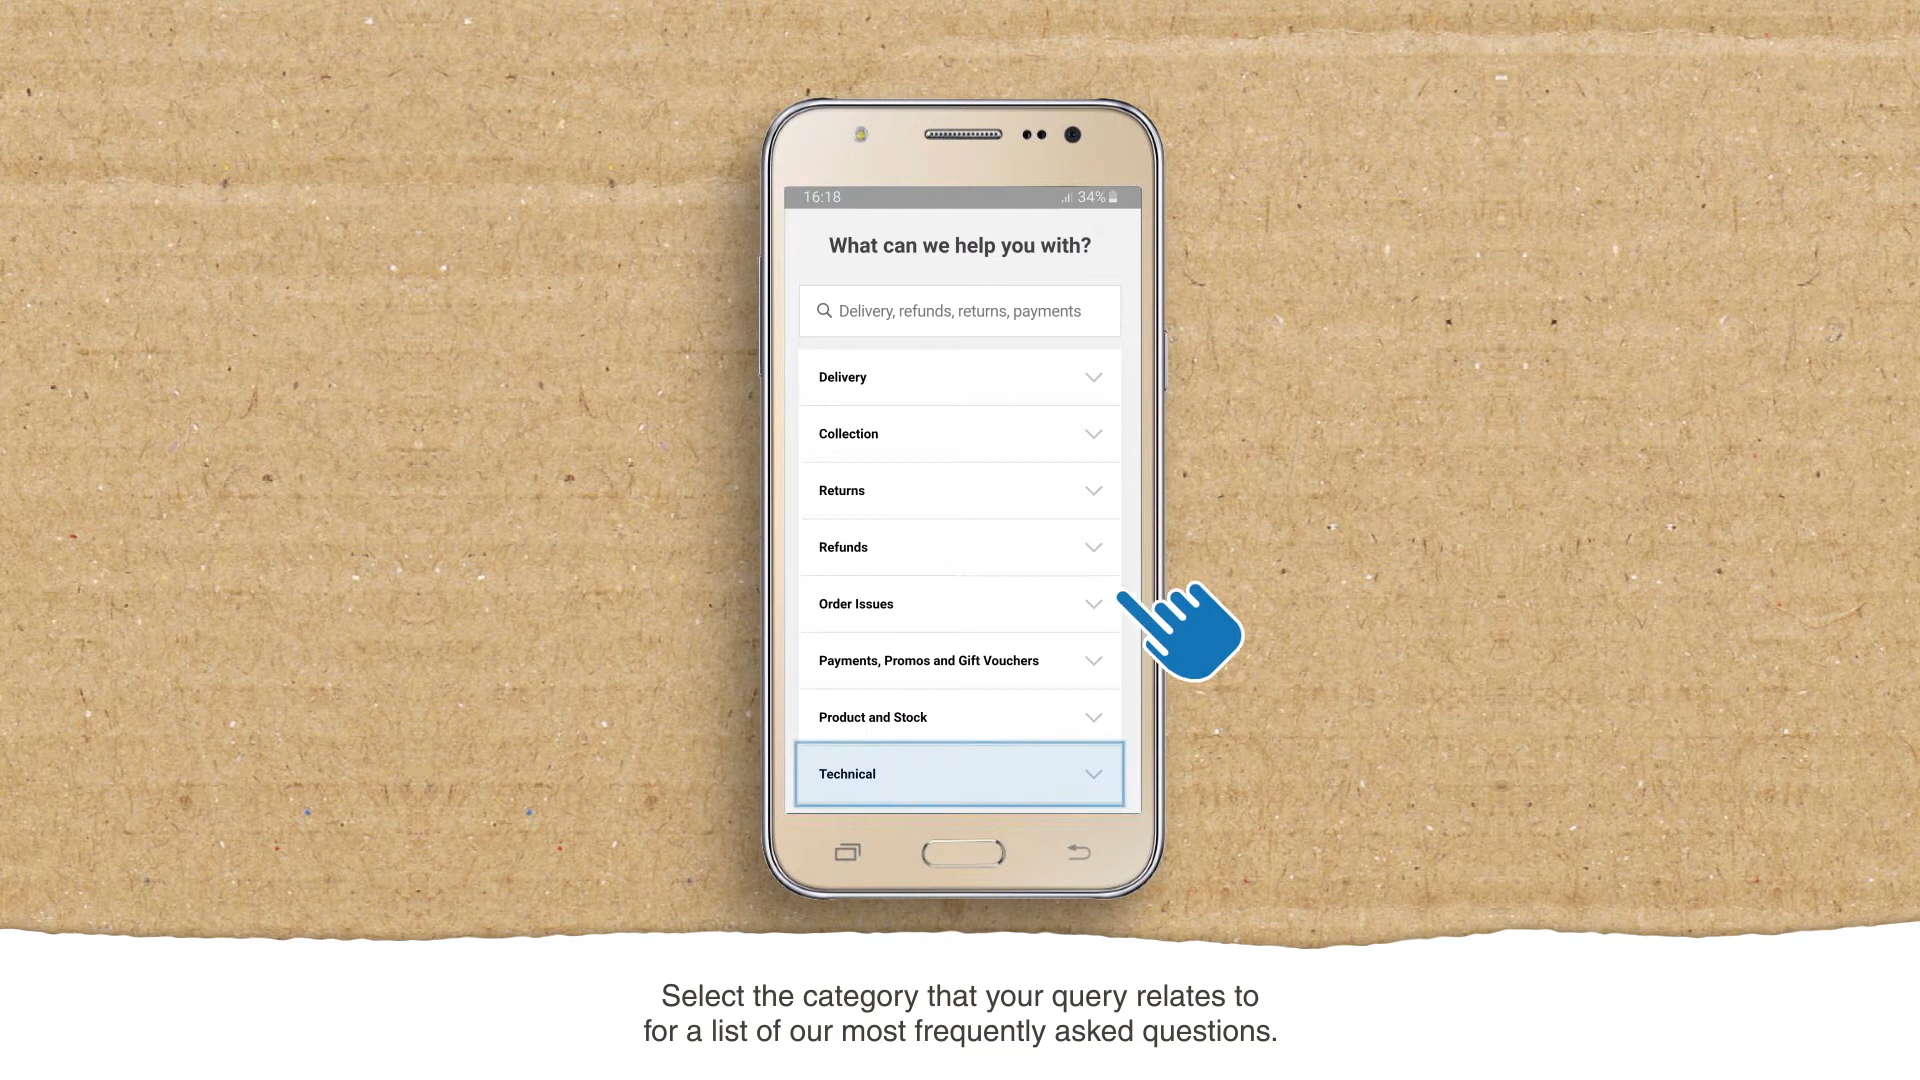 16:18 34%
What can we help you with?
Delivery, refunds, returns, payments
Delivery
Collection
Returns
Refunds
Order Issues
Payments, Promos and Gift Vouchers
Product and Stock
Technical
Select the category that your query relates to
for a list of our most frequently asked questions.